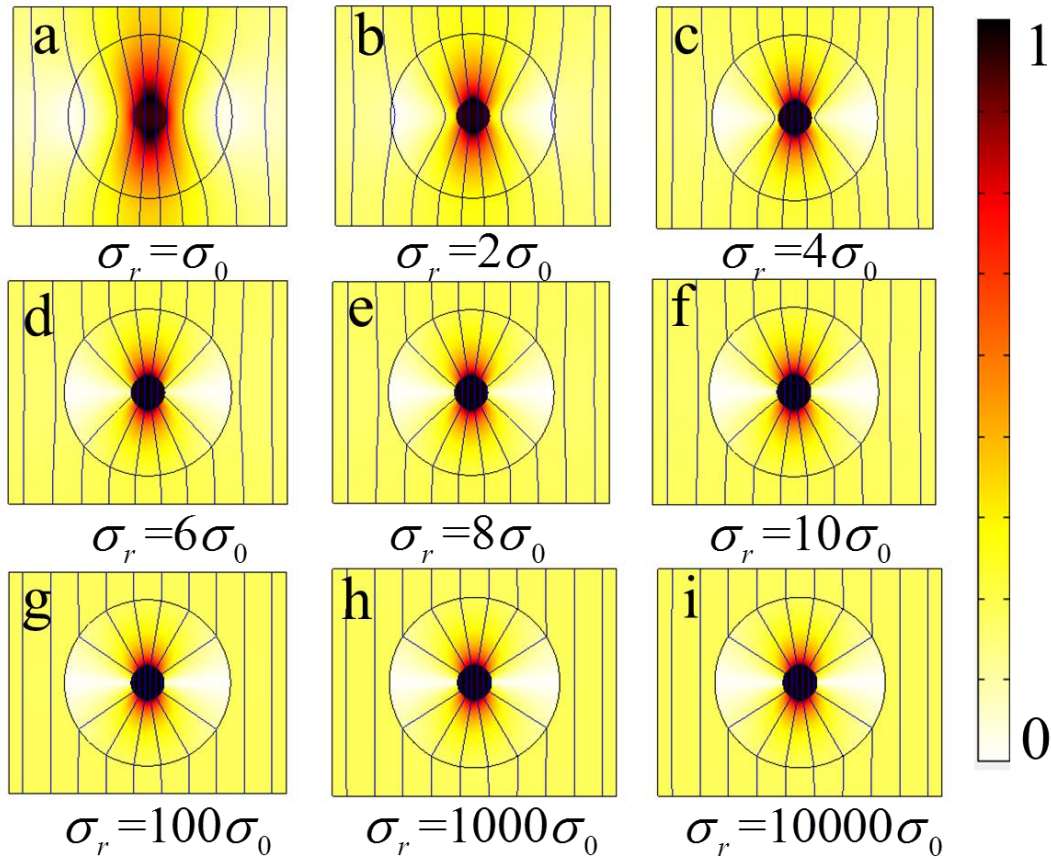 a b c 1
σr=σ0 σr=2σ0 σr=4σ0
d e f
σr=6σ0 σr=8σ0 σr=10σ0
g h i 0
σr=100σ0 σr=1000σ0 σr=10000σ0